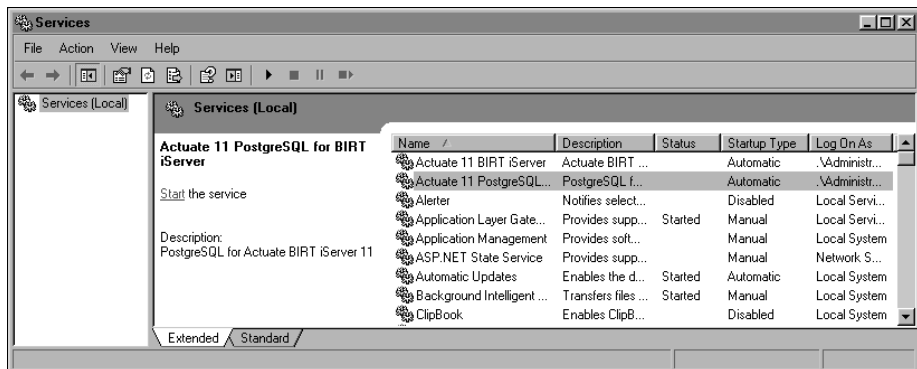 Services
File Action View Help
Services (Local)
Services (Local)
Actuate 11 PostgreSQL for BIRT
iServer
Start the service
Description:
PostgreSQL for Actuate BIRT iServer 11
Name Description Status Startup Type Log On As
Actuate 11 BIRT iServer Actuate BIRT ... Automatic .\Administr...
Actuate 11 PostgreSQL... PostgreSQL f... Automatic .\Administr...
Alerter Notifies select... Disabled Local Servi...
Application Layer Gate... Provides supp... Started Manual Local Servi...
Application Management Provides soft... Manual Local System
ASP.NET State Service Provides supp... Manual Network S...
Automatic Updates Enables the d... Started Automatic Local System
Background Intelligent ... Transfers files ... Started Manual Local System
ClipBook Enables ClipB... Disabled Local System
Extended Standard